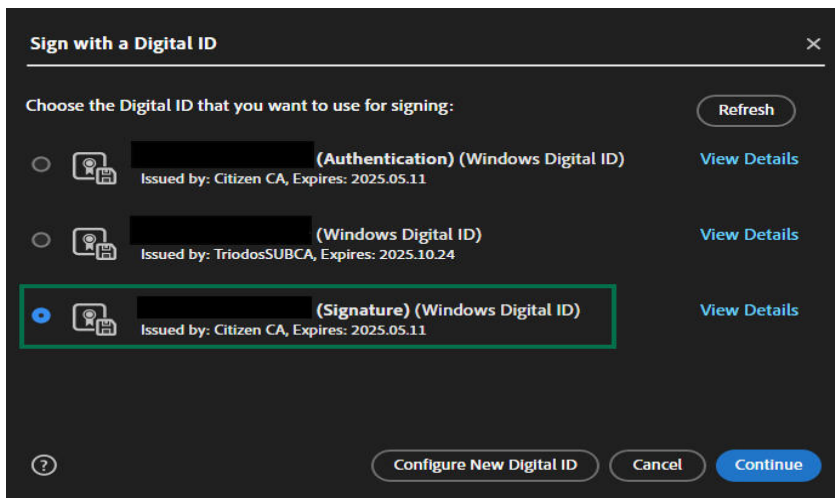 Sign with a Digital ID
Choose the Digital ID that you want to use for signing:
Refresh
(Authentication) (Windows Digital ID)
View Details
Issued by: Citizen CA, Expires: 2025.05.11
(Windows Digital ID)
View Details
Issued by: TriodosSUBCA, Expires: 2025.10.24
(Signature) (Windows Digital ID)
View Details
Issued by: Citizen CA, Expires: 2025.05.11
Configure New Digital ID
Cancel
Continue